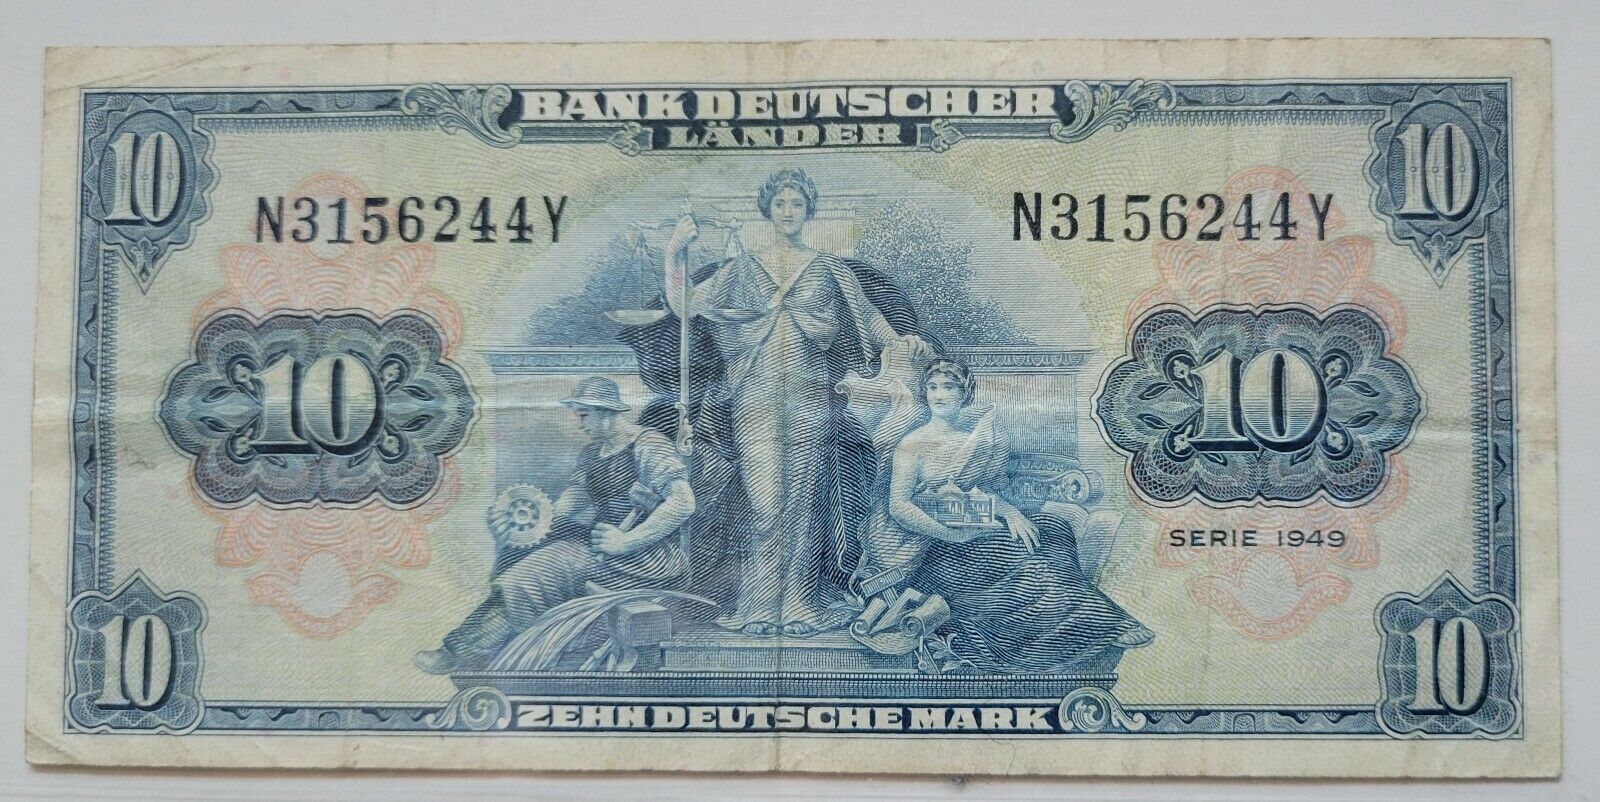 BANK DEUTSCHER
LÄNDER
10 10
N3156244Y N3156244Y
10 10
SERIE 1949
10 10
ZEHN DEUTSCHE MARK